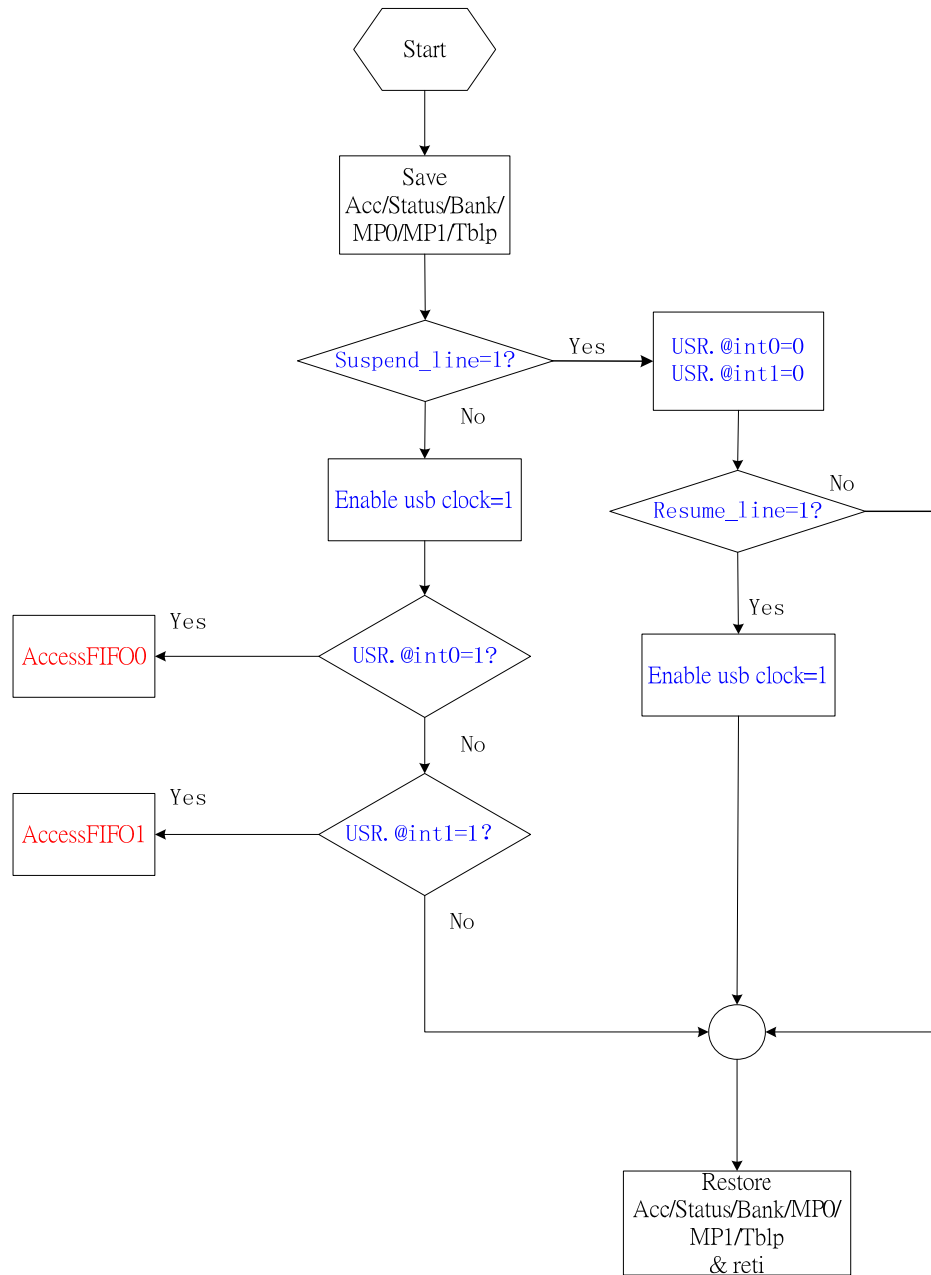 Start
Save
Acc/Status/Bank/
MP0/MP1/Tblp
Suspend_line=1?
Yes
USR.@int0=0
USR.@int1=0
No
Enable usb clock=1
Resume_line=1?
No
Yes
AccessFIFO0
Yes
USR.@int0=1?
Enable usb clock=1
No
AccessFIFO1
Yes
USR.@int1=1?
No
Restore
Acc/Status/Bank/MP0/
MP1/Tblp
& reti